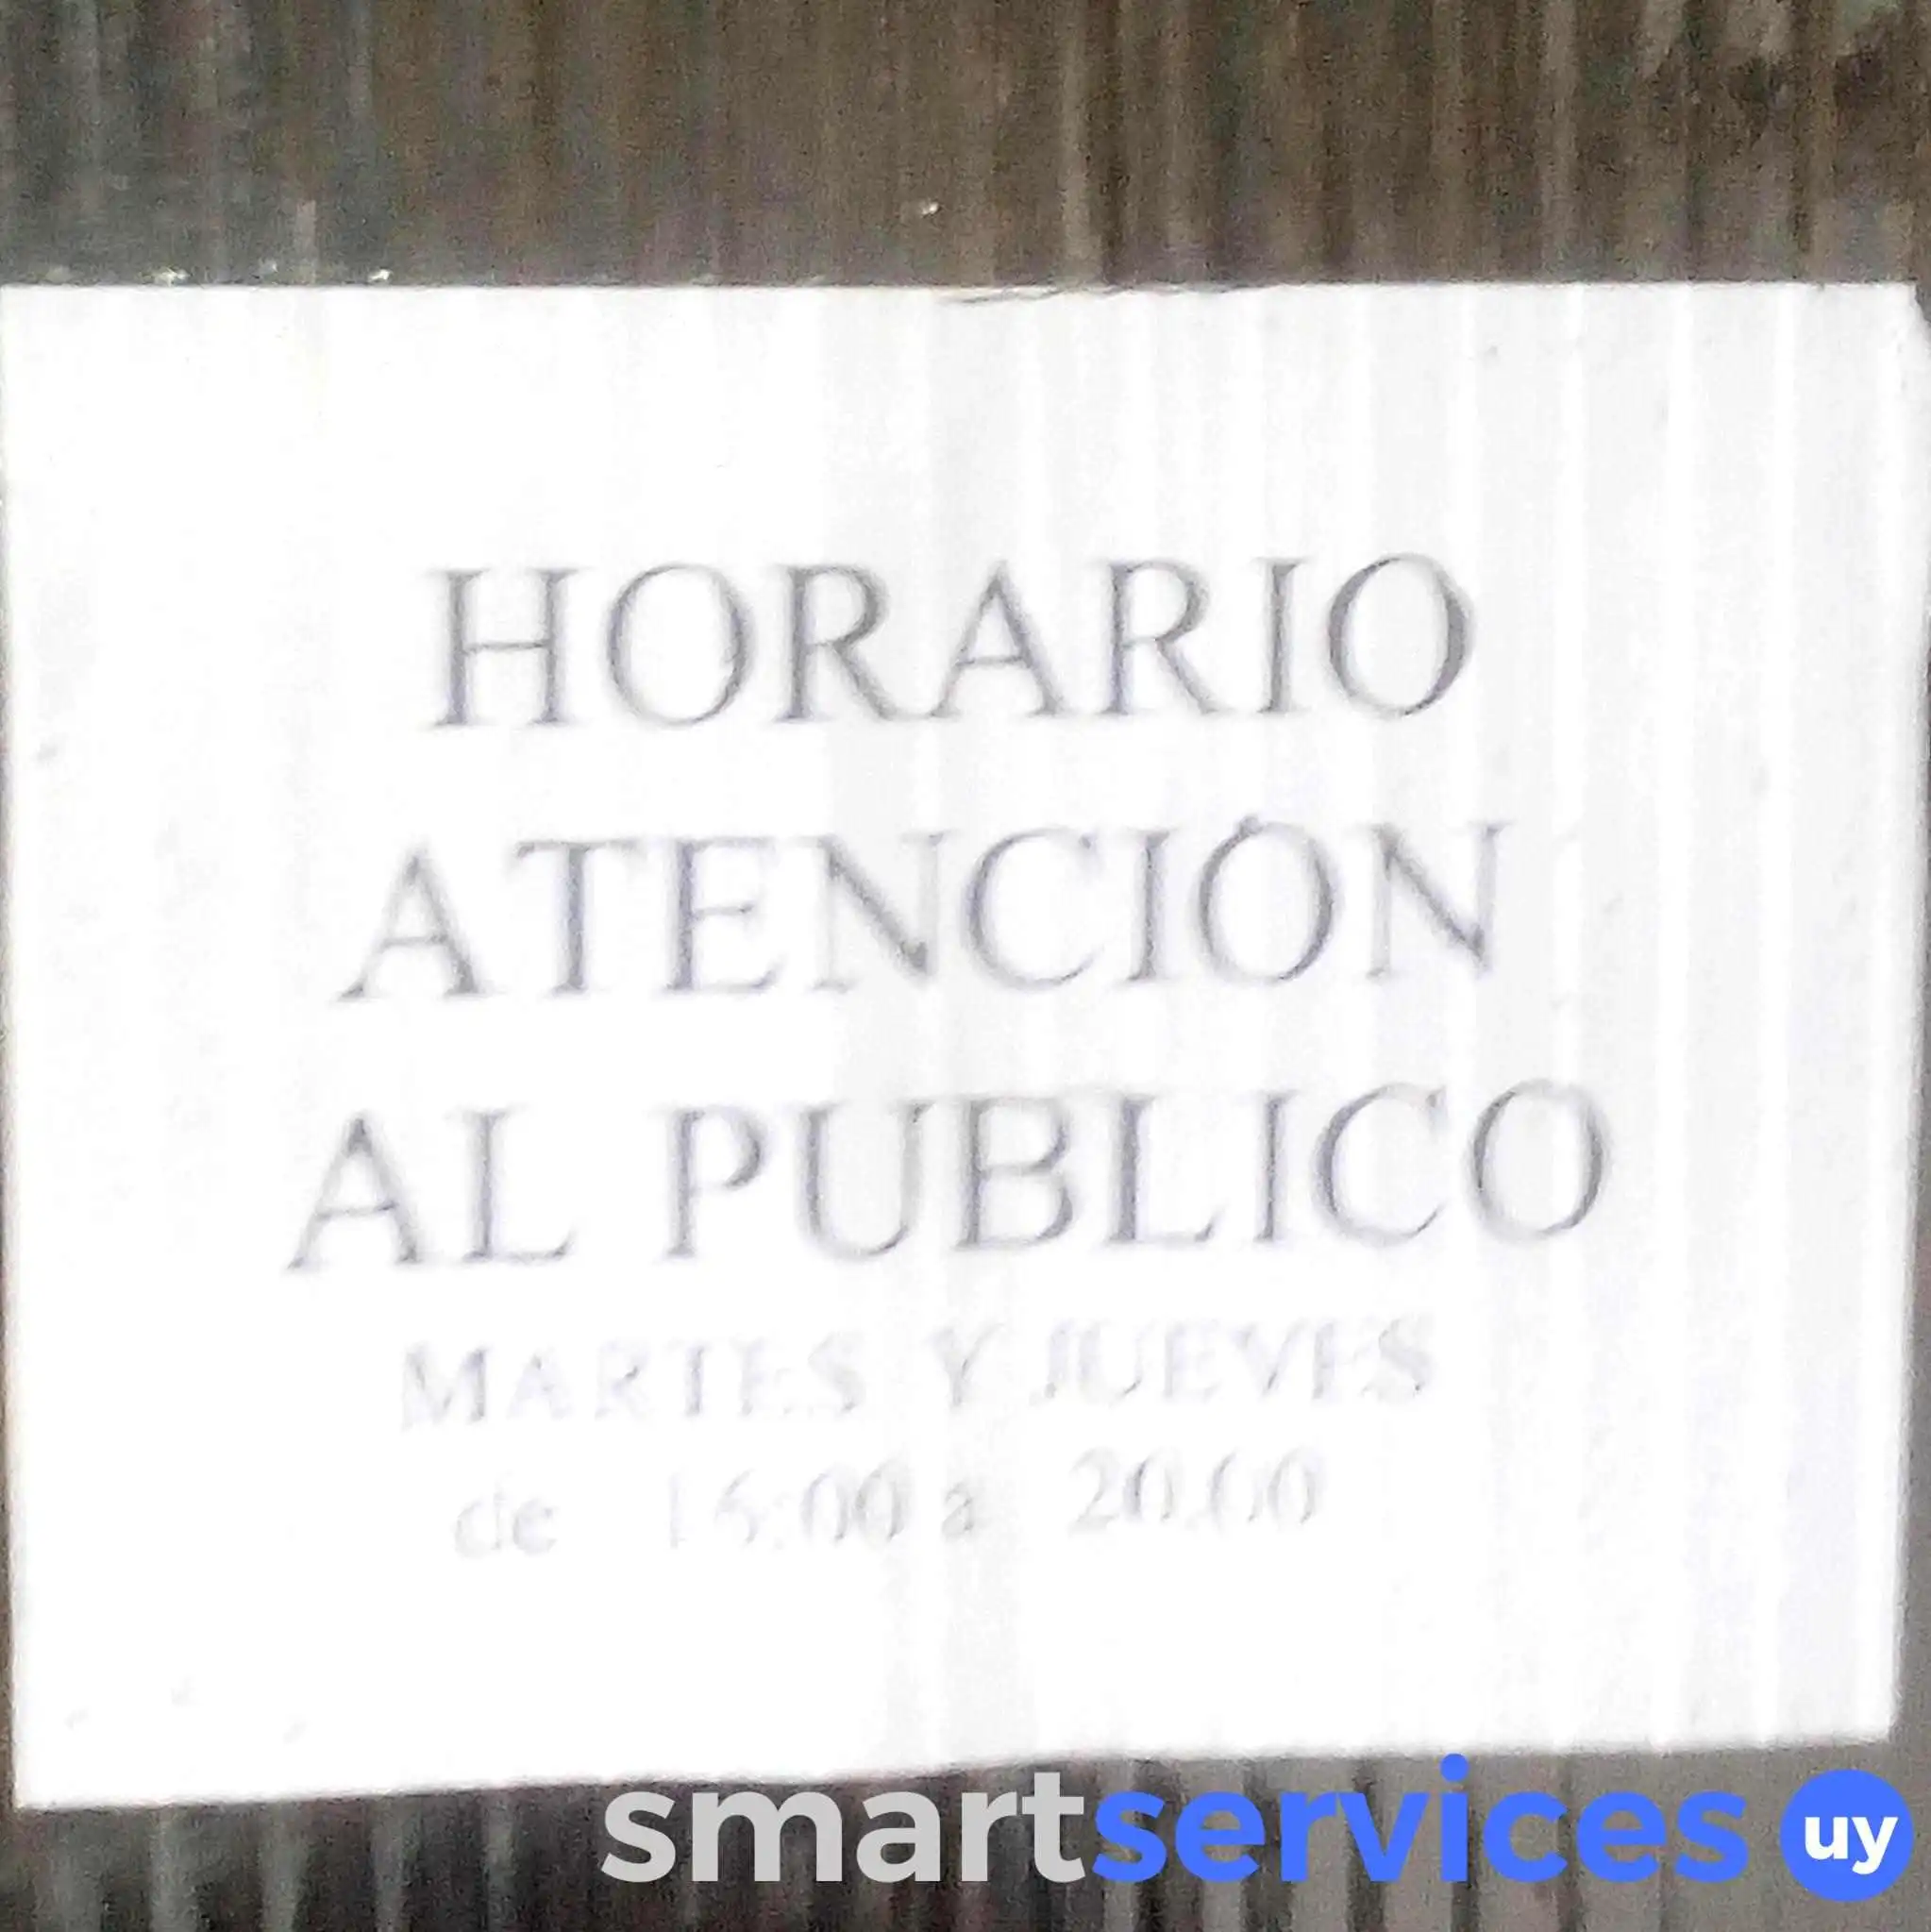 HORARIO
ATENCIÓN
AL PUBLICO
MARTES Y JUEVES
de 16:00 a 20:00
smartservices uy